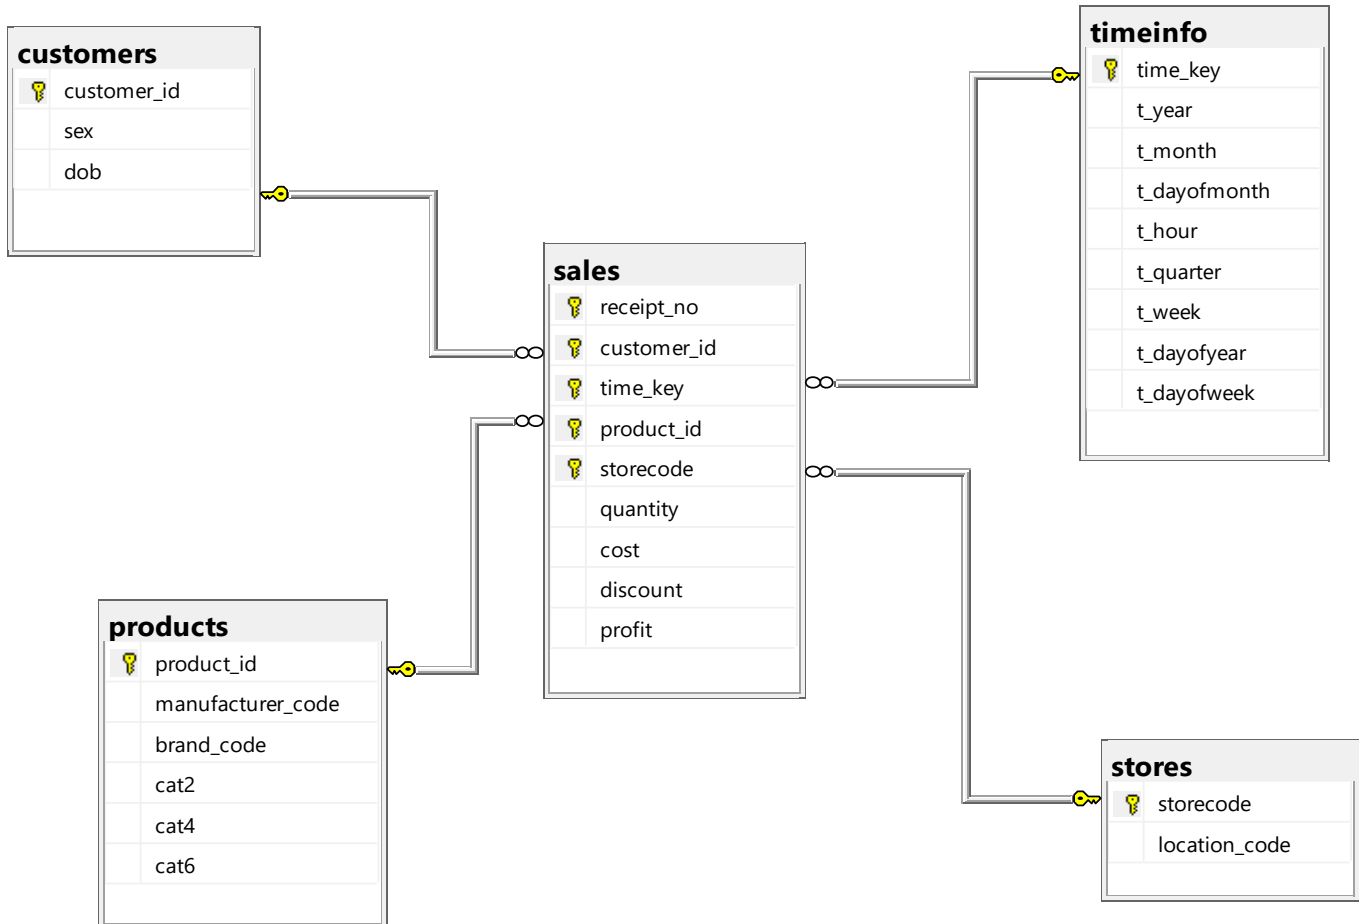 customers
customer_id
sex
dob
timeinfo
time_key
t_year
t_month
t_dayofmonth
t_hour
t_quarter
t_week
t_dayofyear
t_dayofweek
sales
receipt_no
customer_id
time_key
product_id
storecode
quantity
cost
discount
profit
products
product_id
manufacturer_code
brand_code
cat2
cat4
cat6
stores
storecode
location_code